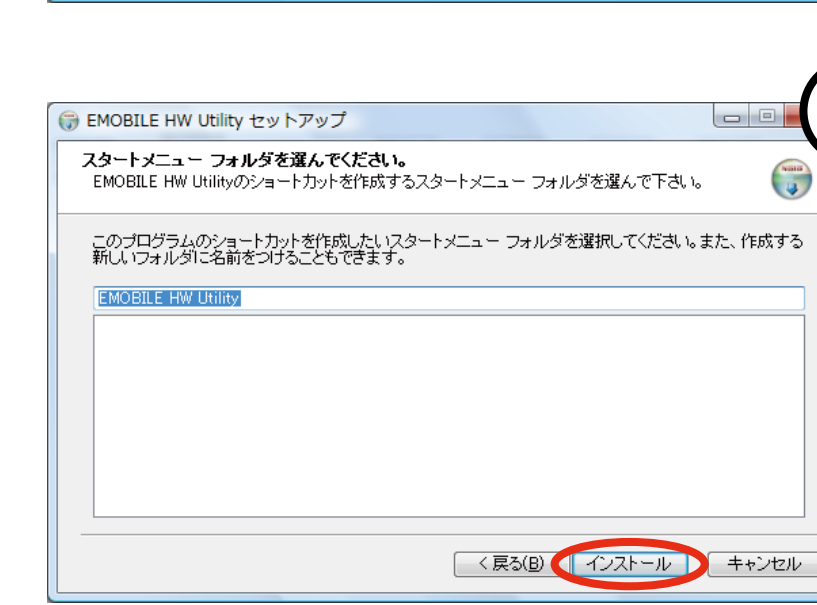 EMOBILE HW Utility セットアップ
スタートメニュー フォルダを選んでください。
EMOBILE HW Utilityのショートカットを作成するスタートメニュー フォルダを選んで下さい。
このプログラムのショートカットを作成したいスタートメニュー フォルダを選択してください。また、作成する
新しいフォルダに名前をつけることもできます。
EMOBILE HW Utility
< 戻る(B) インストール キャンセル